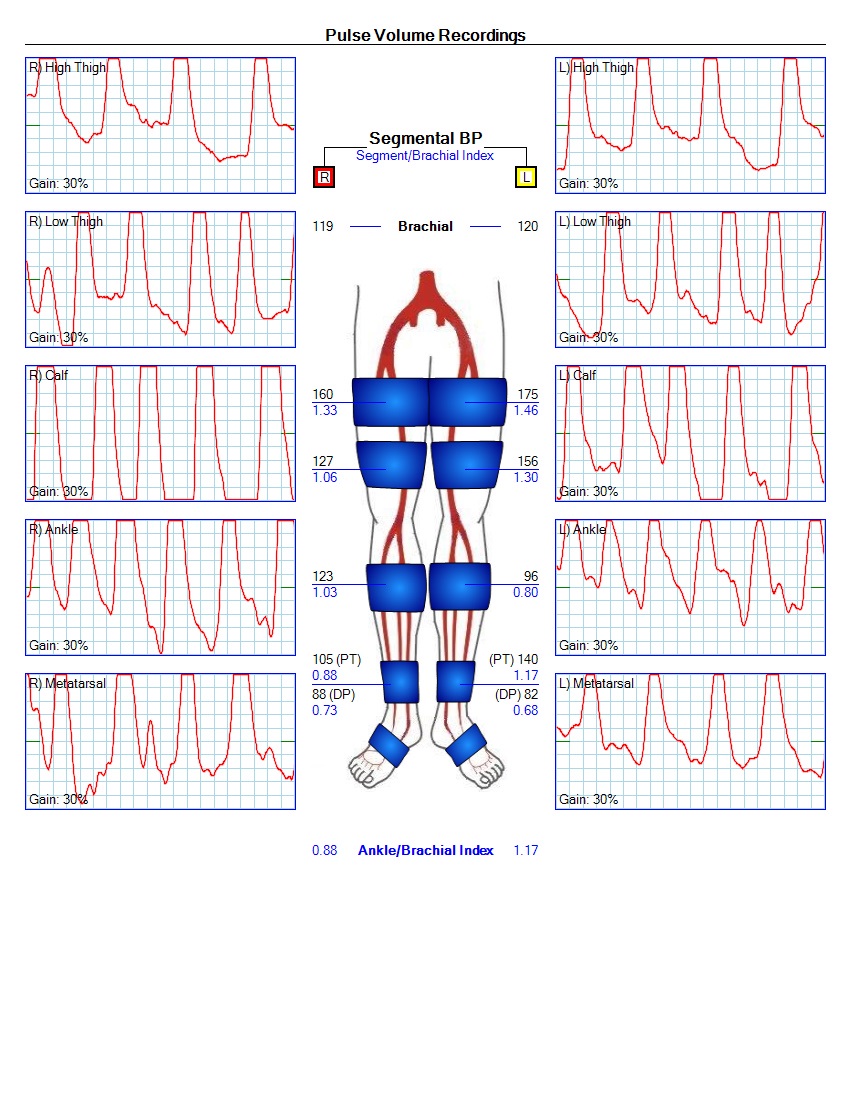 Pulse Volume Recordings
R) High Thigh
Gain: 30%
L) High Thigh
Gain: 30%
Segmental BP
Segment/Brachial Index
R
L
119 Brachial 120
R) Low Thigh
Gain: 30%
L) Low Thigh
Gain: 30%
160 175
1.33 1.46
R) Calf
Gain: 30%
L) Calf
Gain: 30%
127 156
1.06 1.30
R) Ankle
Gain: 30%
L) Ankle
Gain: 30%
123 96
1.03 0.80
105 (PT) (PT) 140
0.88 1.17
88 (DP) (DP) 82
0.73 0.68
R) Metatarsal
Gain: 30%
L) Metatarsal
Gain: 30%
0.88 Ankle/Brachial Index 1.17